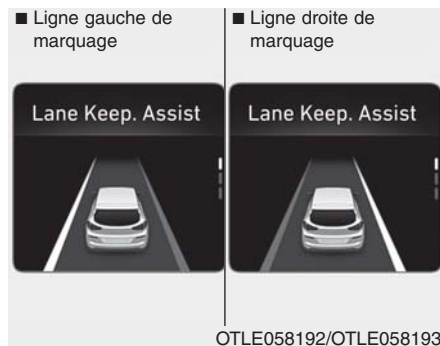 ■ Ligne gauche de
marquage
■ Ligne droite de
marquage
Lane Keep. Assist
Lane Keep. Assist
OTLE058192/OTLE058193